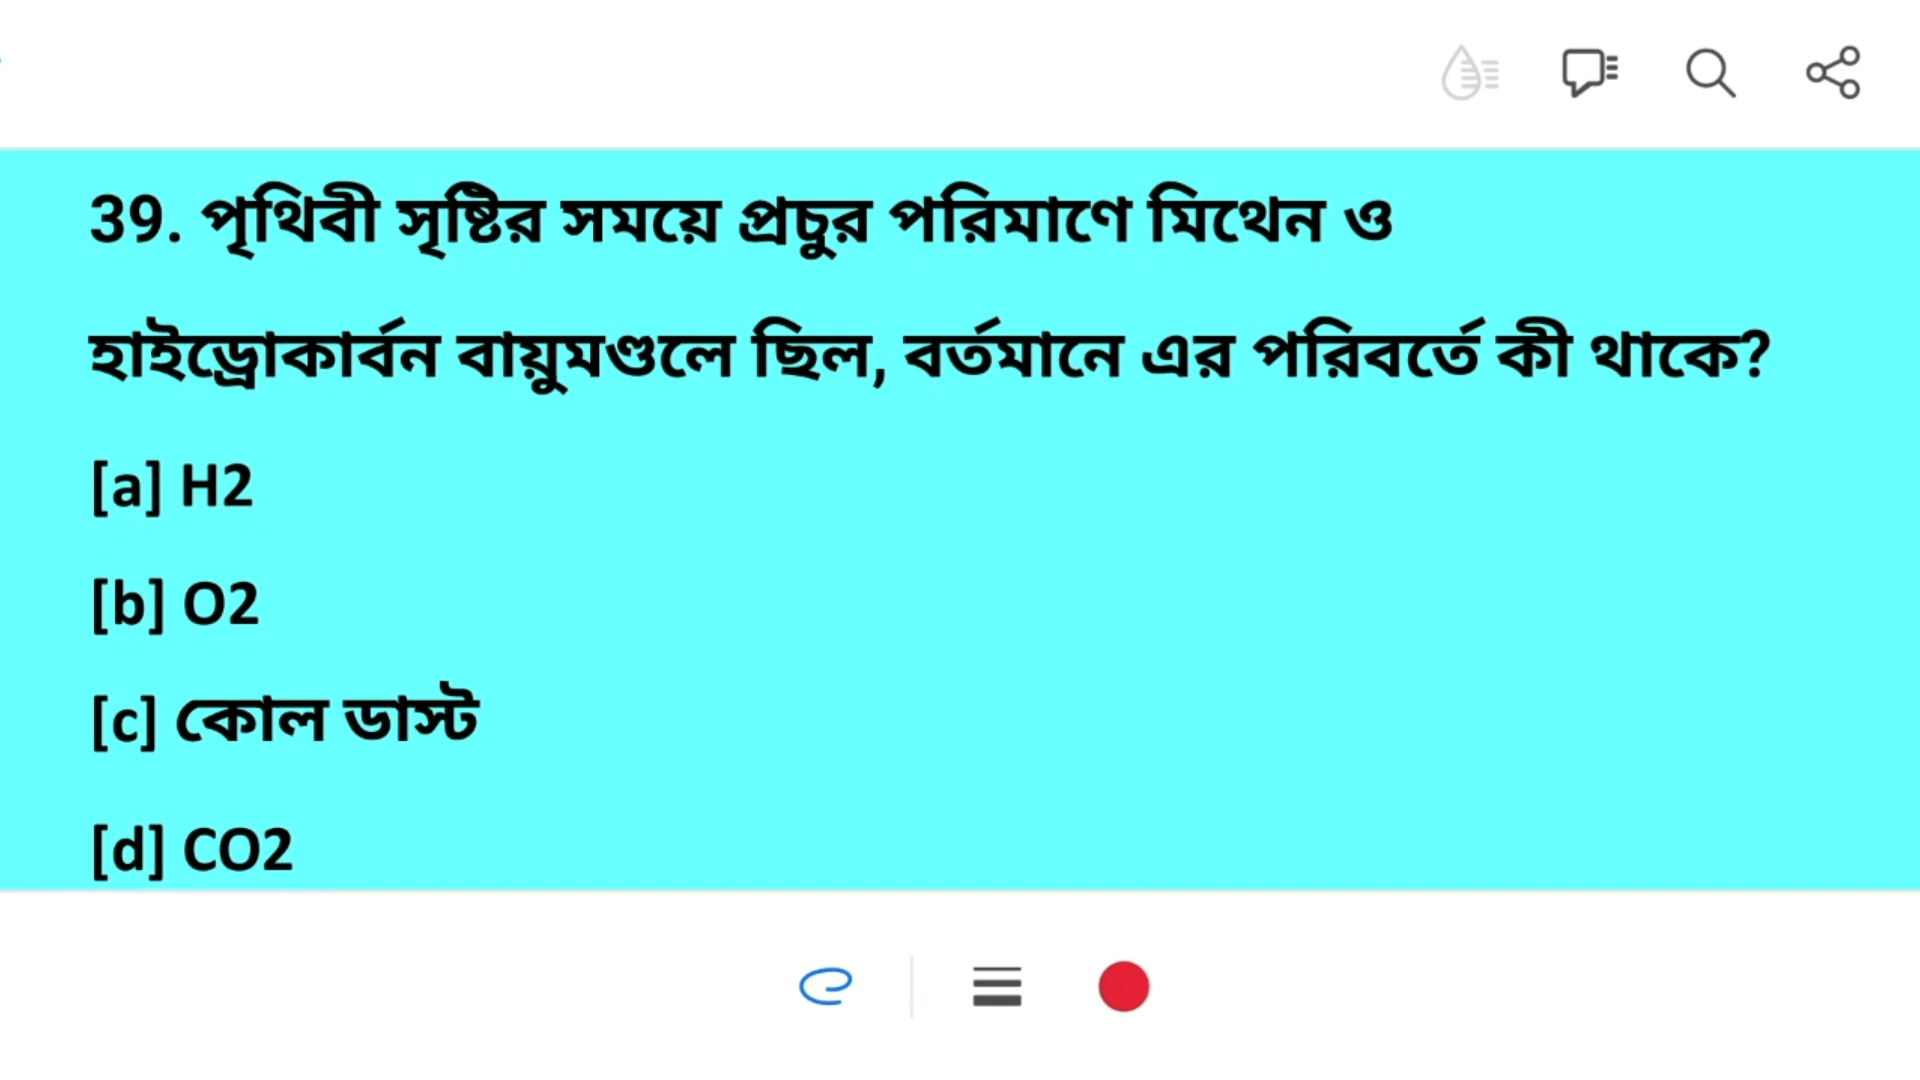 39. পৃথিবী সৃষ্টির সময়ে প্রচুর পরিমাণে মিথেন ও
হাইড্রোকার্বন বায়ুমণ্ডলে ছিল, বর্তমানে এর পরিবর্তে কী থাকে?
[a] H2
[b] O2
[c] কোল ডাস্ট
[d] CO2